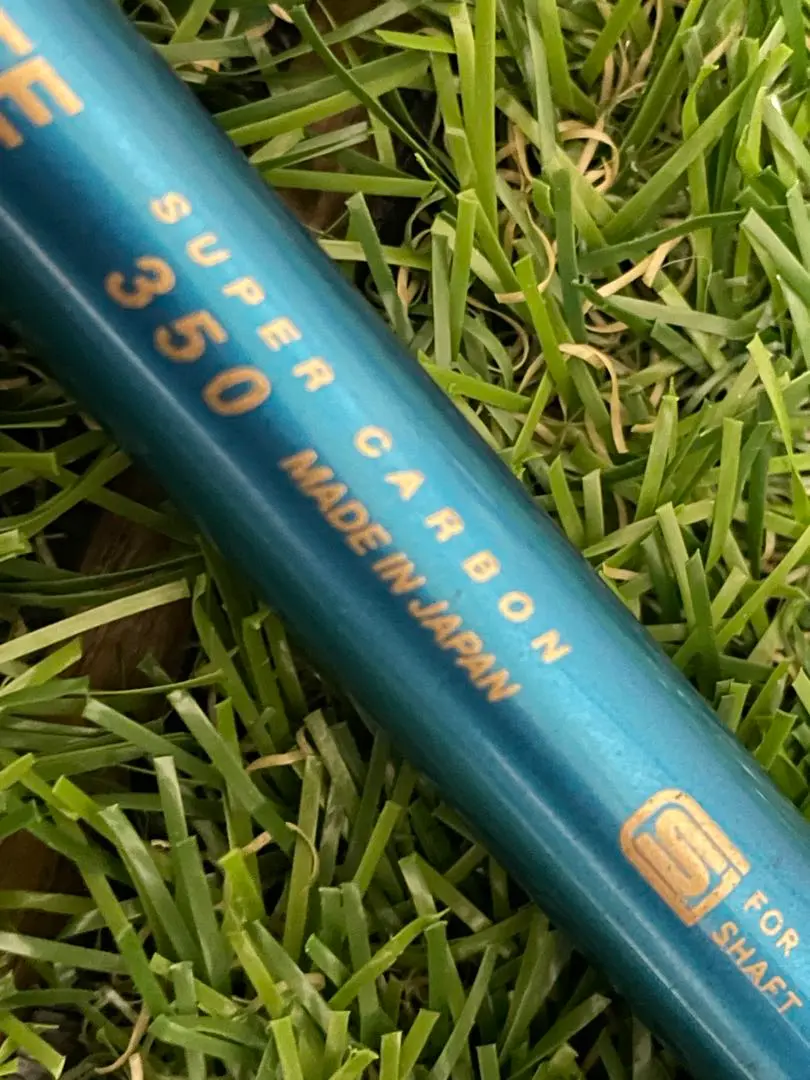 SUPER CARBON
350 MADE IN JAPAN
FOR
SHAFT